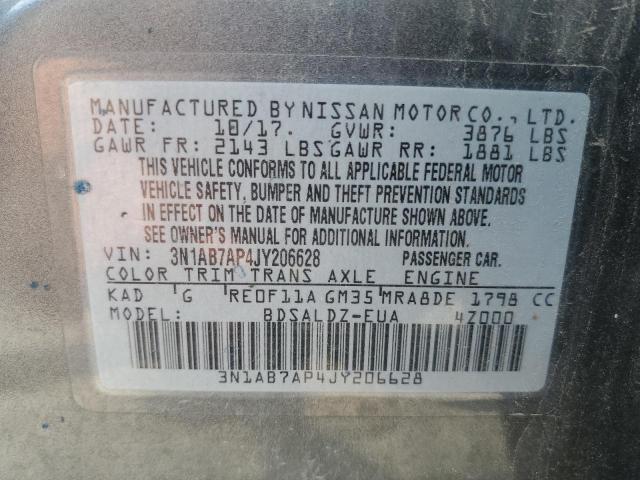 MANUFACTURED BY NISSAN MOTOR CO., LTD.
DATE: 10/17. GVWR: 3876 LBS
GAWR FR: 2143 LBS GAWR RR: 1881 LBS
THIS VEHICLE CONFORMS TO ALL APPLICABLE FEDERAL MOTOR
VEHICLE SAFETY, BUMPER AND THEFT PREVENTION STANDARDS
IN EFFECT ON THE DATE OF MANUFACTURE SHOWN ABOVE.
SEE OWNER'S MANUAL FOR ADDITIONAL INFORMATION.
VIN: 3N1AB7AP4JY206628 PASSENGER CAR.
COLOR TRIM TRANS AXLE ENGINE
KAD G RE0F11A GM35 MRA8DE 1798 CC
MODEL: BDSALDZ-EUA 4Z000
3N1AB7AP4JY206628